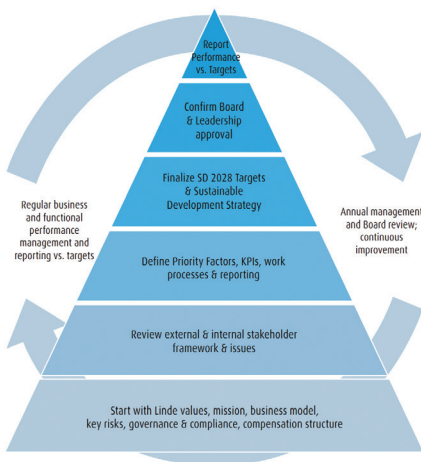 Report
Performance
vs. Targets
Confirm Board
& Leadership
approval
Finalize SD 2028 Targets
& Sustainable
Development Strategy
Regular business
and functional
performance
management and
reporting vs. targets
Annual management
and Board review;
continuous
improvement
Define Priority Factors, KPIs, work
processes & reporting
Review external & internal stakeholder
framework & issues
Start with Linde values, mission, business model,
key risks, governance & compliance, compensation structure